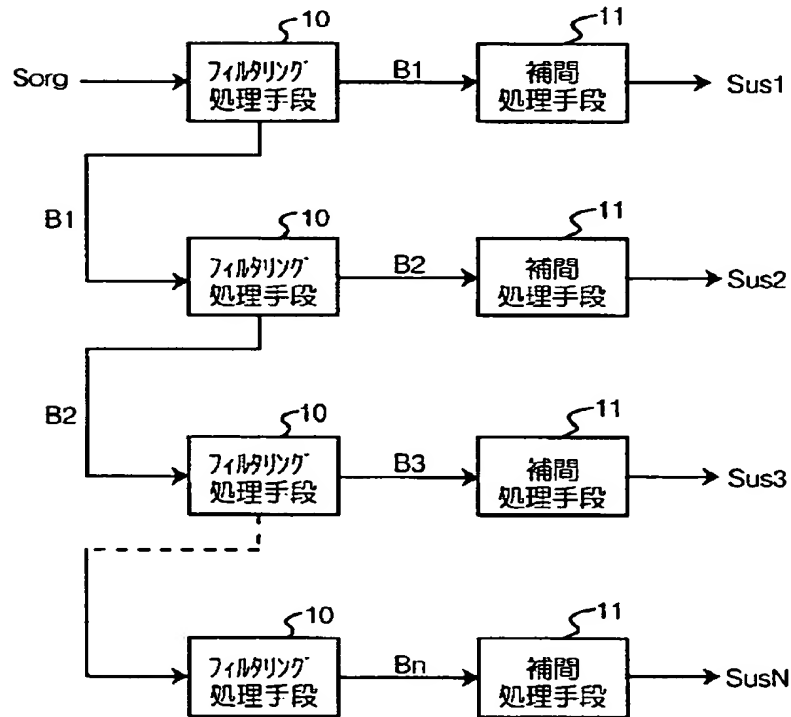 10
11
Sorg
フィルタリング
処理手段
B1
補間
処理手段
Sus1
B1
10
11
フィルタリング
処理手段
B2
補間
処理手段
Sus2
B2
10
11
フィルタリング
処理手段
B3
補間
処理手段
Sus3
10
11
フィルタリング
処理手段
Bn
補間
処理手段
SusN